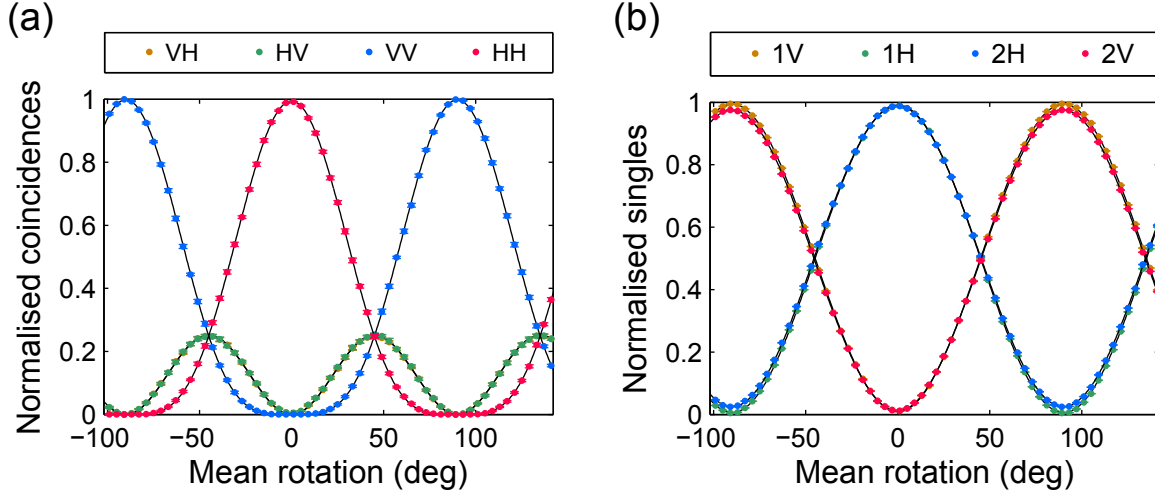 (a)
VH HV VV HH
Normalised coincidences
1
0.8
0.6
0.4
0.2
0
−100 −50 0 50 100
Mean rotation (deg)
(b)
1V 1H 2H 2V
Normalised singles
1
0.8
0.6
0.4
0.2
0
−100 −50 0 50 100
Mean rotation (deg)